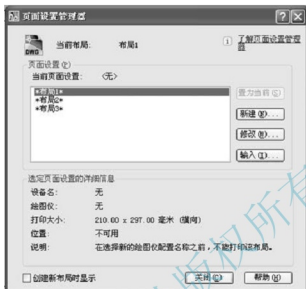 页面设置管理器
DWG
当前布局: 布局1
了解页面设置管理器
页面设置(P)
当前页面设置: <无>
*布局1*
*布局2*
*布局3*
置为当前(S)
新建(N)...
修改(M)...
输入(I)...
选定页面设置的详细信息
设备名: 无
绘图仪: 无
打印大小: 210.00 x 297.00 毫米 (横向)
位置: 不可用
说明: 在选择新的绘图仪配置名称之前,不能打印该布局。
创建新布局时显示
关闭(C)
帮助(H)
版权所有